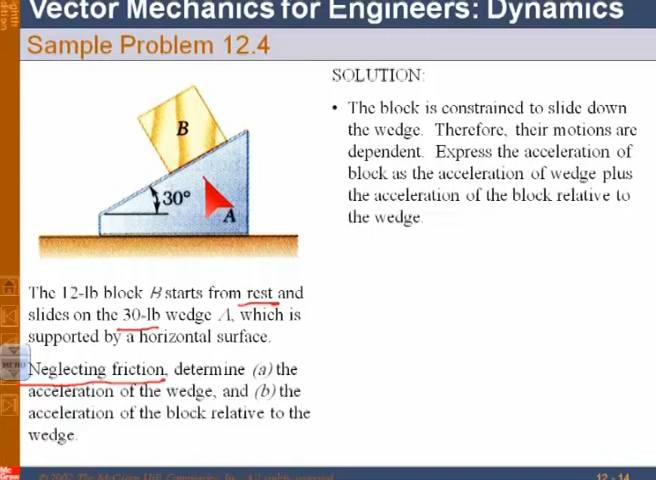 Vector Mechanics for Engineers: Dynamics
Sample Problem 12.4
SOLUTION:
• The block is constrained to slide down
the wedge. Therefore, their motions are
dependent. Express the acceleration of
block as the acceleration of wedge plus
the acceleration of the block relative to
the wedge.
B
30°
A
The 12-lb block B starts from rest and
slides on the 30-lb wedge A, which is
supported by a horizontal surface.
Neglecting friction, determine (a) the
acceleration of the wedge, and (b) the
acceleration of the block relative to the
wedge.
MENU
Mc
Graw
12 - 14